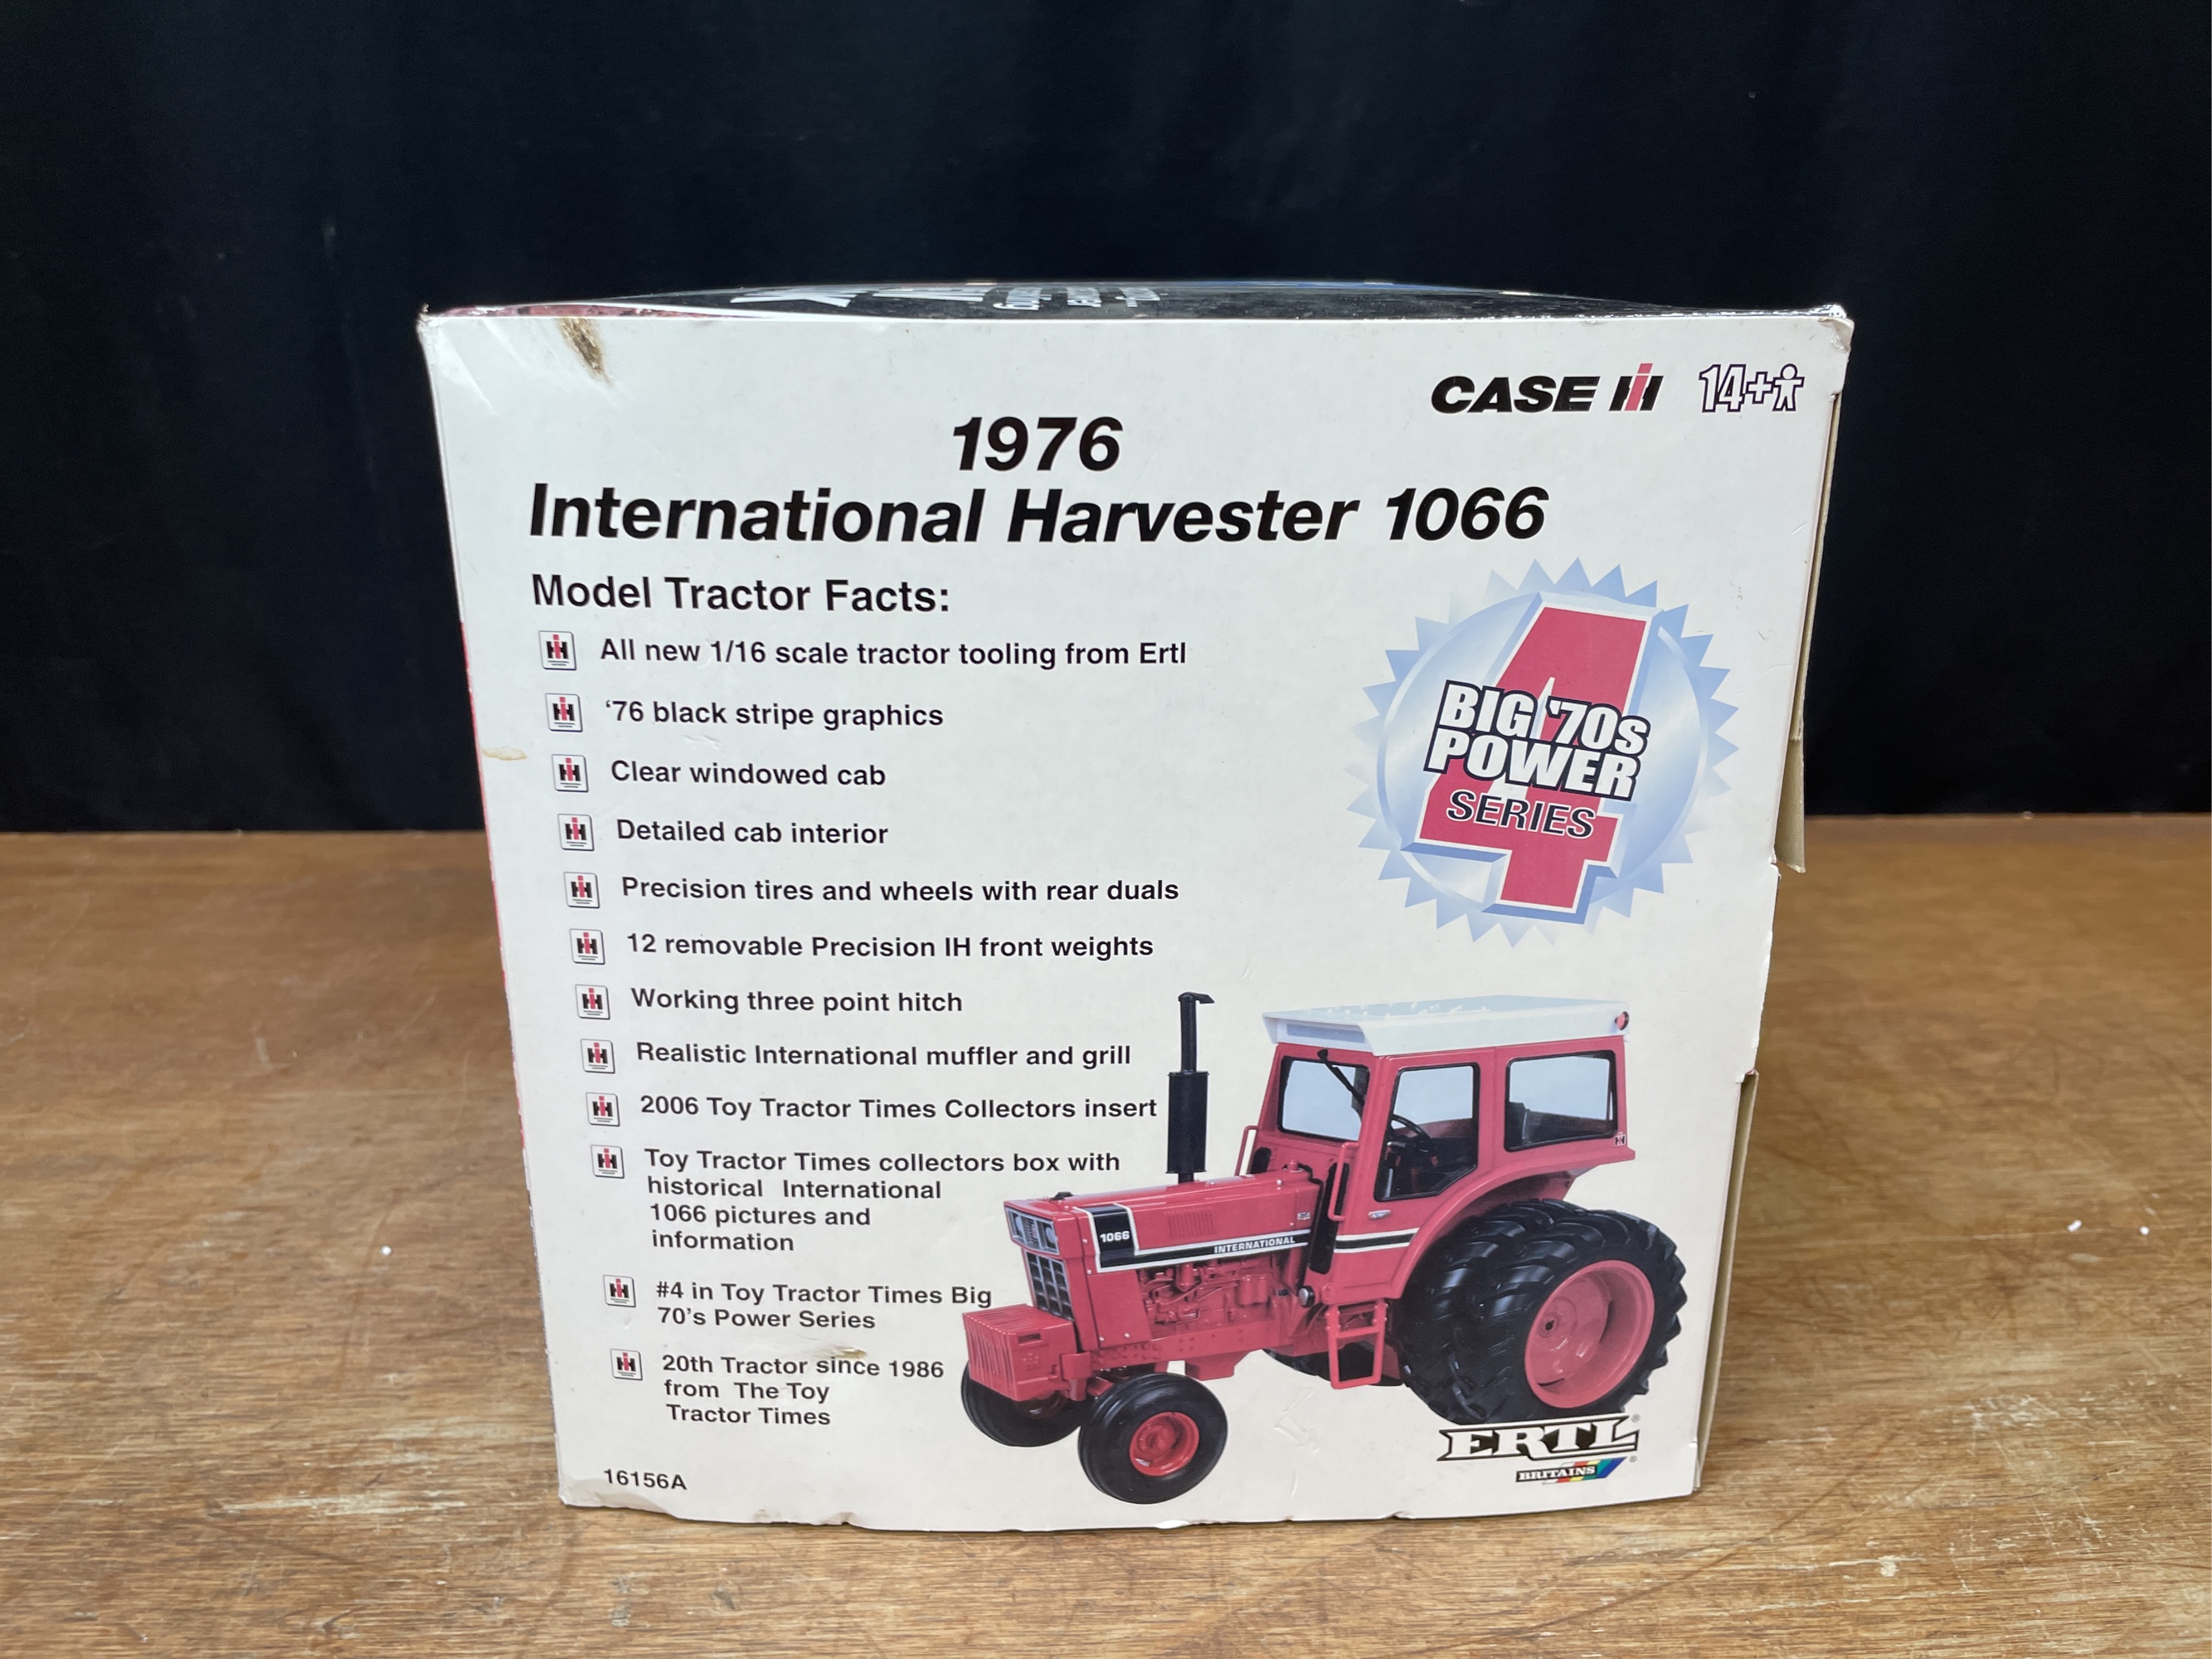 CASE IH 14+
1976
International Harvester 1066
Model Tractor Facts:
All new 1/16 scale tractor tooling from Ertl
‘76 black stripe graphics
Clear windowed cab
Detailed cab interior
Precision tires and wheels with rear duals
12 removable Precision IH front weights
Working three point hitch
Realistic International muffler and grill
2006 Toy Tractor Times Collectors insert
Toy Tractor Times collectors box with
historical International
1066 pictures and
information
#4 in Toy Tractor Times Big
70’s Power Series
20th Tractor since 1986
from The Toy
Tractor Times
16156A
4
BIG ‘70s
POWER
SERIES
1066
INTERNATIONAL
ERTL®
BRITAINS®